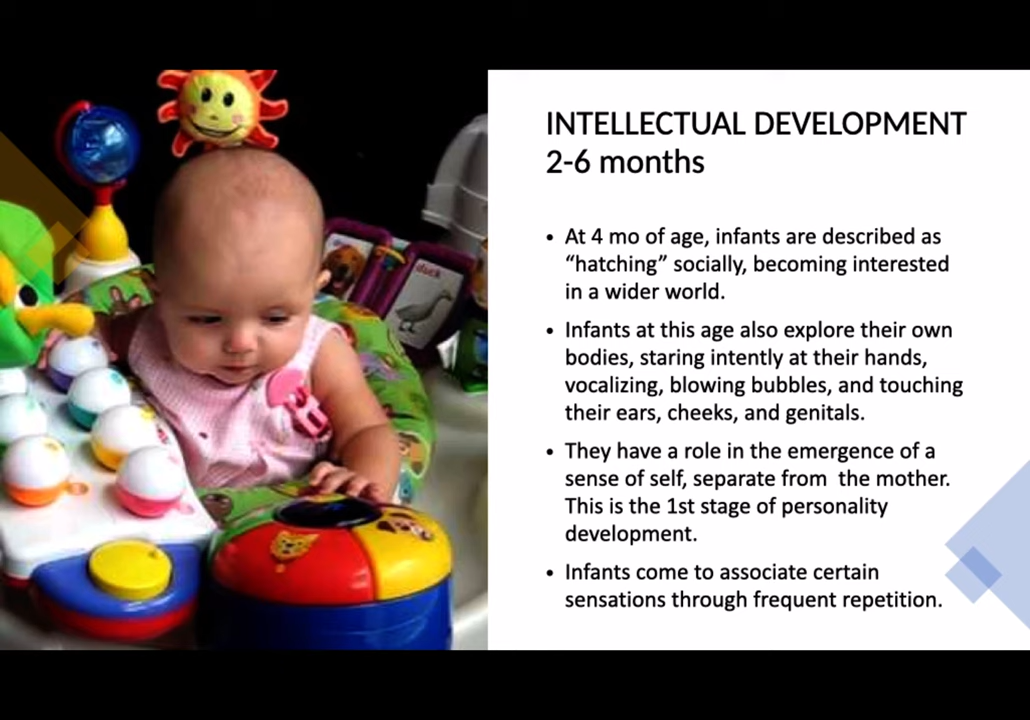 INTELLECTUAL DEVELOPMENT
2-6 months
• At 4 mo of age, infants are described as
“hatching” socially, becoming interested
in a wider world.
• Infants at this age also explore their own
bodies, staring intently at their hands,
vocalizing, blowing bubbles, and touching
their ears, cheeks, and genitals.
• They have a role in the emergence of a
sense of self, separate from  the mother.
This is the 1st stage of personality
development.
• Infants come to associate certain
sensations through frequent repetition.
duck